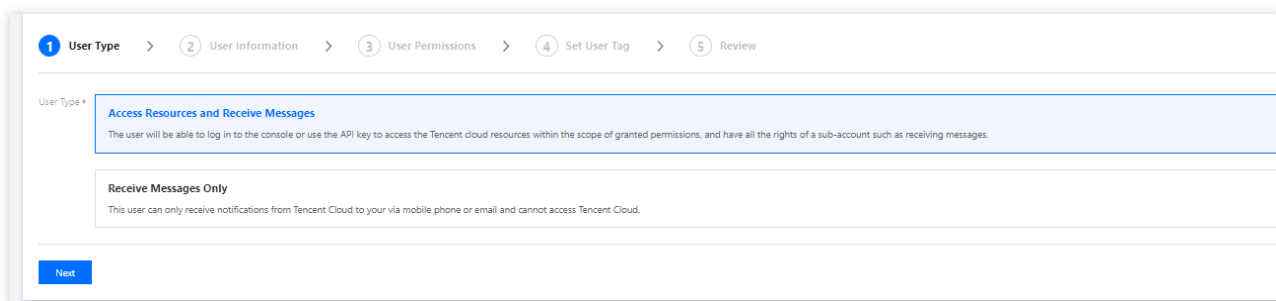 1 User Type > 2 User Information > 3 User Permissions > 4 Set User Tag > 5 Review
User Type *
Access Resources and Receive Messages
The user will be able to log in to the console or use the API key to access the Tencent cloud resources within the scope of granted permissions, and have all the rights of a sub-account such as receiving messages.
Receive Messages Only
This user can only receive notifications from Tencent Cloud to your via mobile phone or email and cannot access Tencent Cloud.
Next